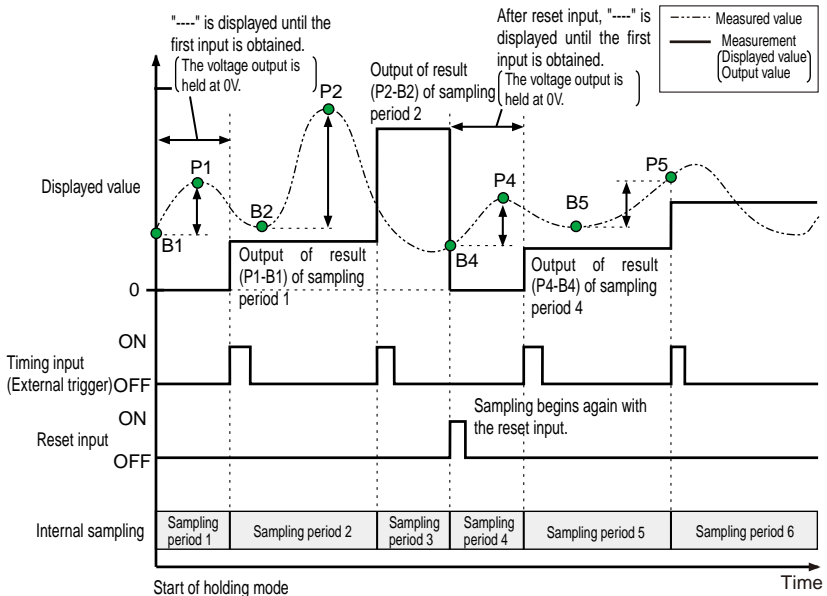 "----" is displayed until the
first input is obtained.
The voltage output is
held at 0V.
After reset input, "----" is
displayed until the first
input is obtained.
The voltage output is
held at 0V.
Measured value
Measurement
Displayed value
Output value
Output of result
(P2-B2) of sampling
period 2
P2
P1
P4
P5
B2
B5
B1
B4
Displayed value
Output of result
(P1-B1) of sampling
period 1
Output of result
(P4-B4) of sampling
period 4
0
ON
Timing input
(External trigger)
OFF
ON
Reset input
OFF
Sampling begins again with
the reset input.
Internal sampling
Sampling
period 1
Sampling period 2
Sampling
period 3
Sampling
period 4
Sampling period 5
Sampling period 6
Start of holding mode
Time